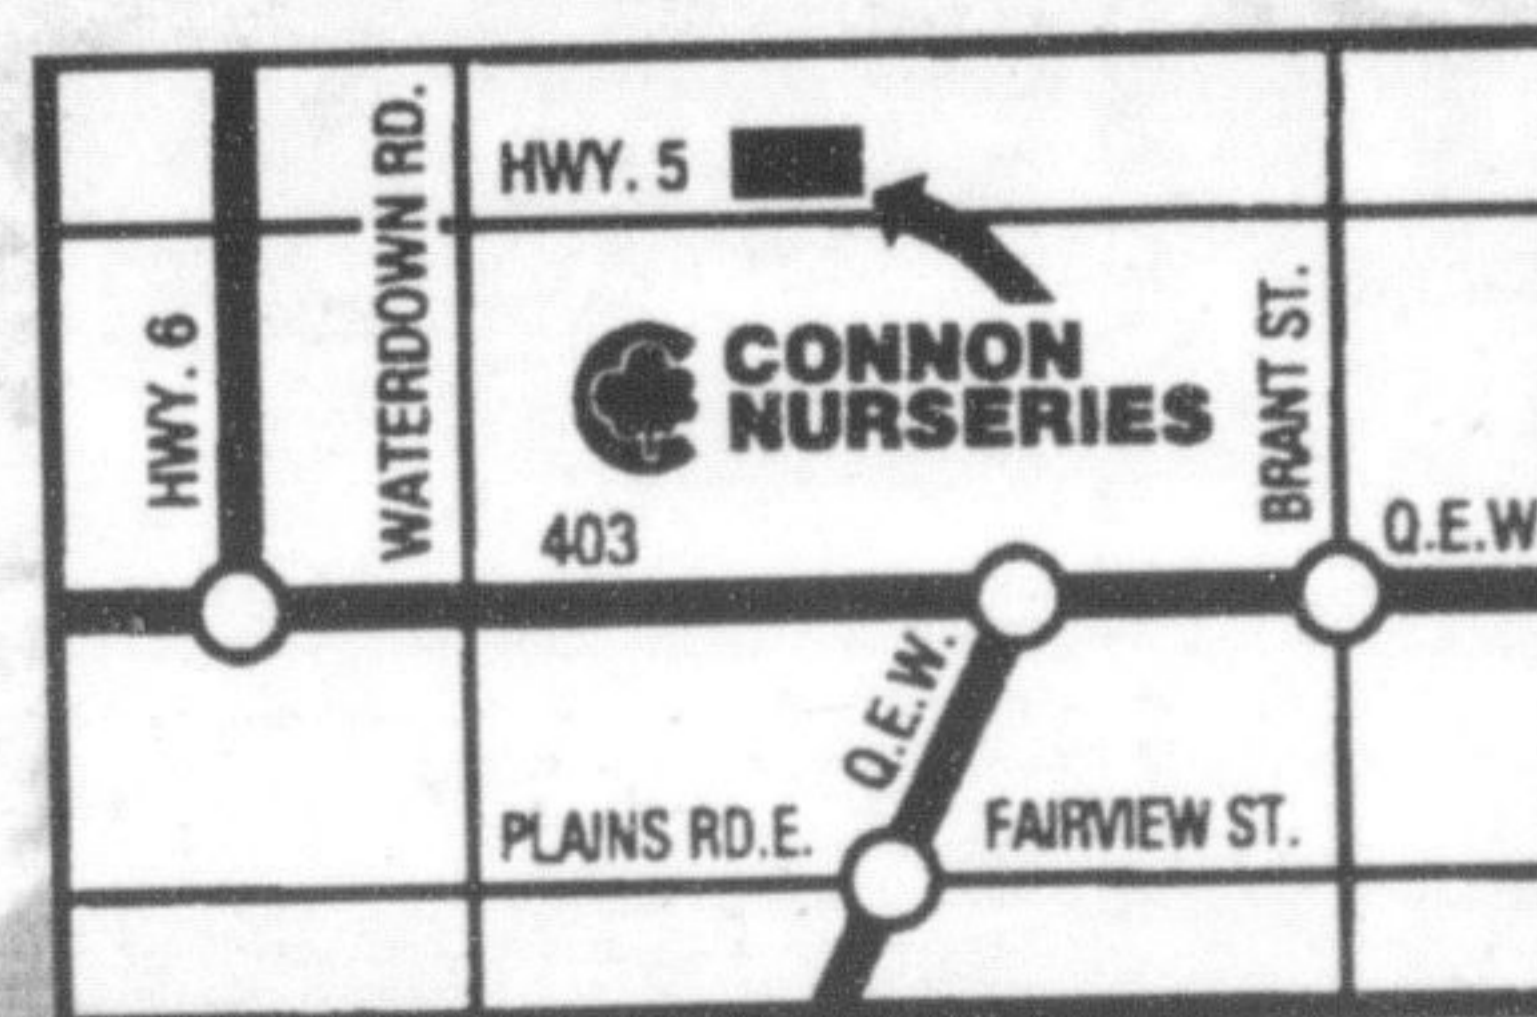 HWY. 5
WATERDOWN RD.
HWY. 6
CONNON
NURSERIES
BRANT ST.
403
Q.E.W
Q.E.W.
PLAINS RD.E.
FAIRVIEW ST.